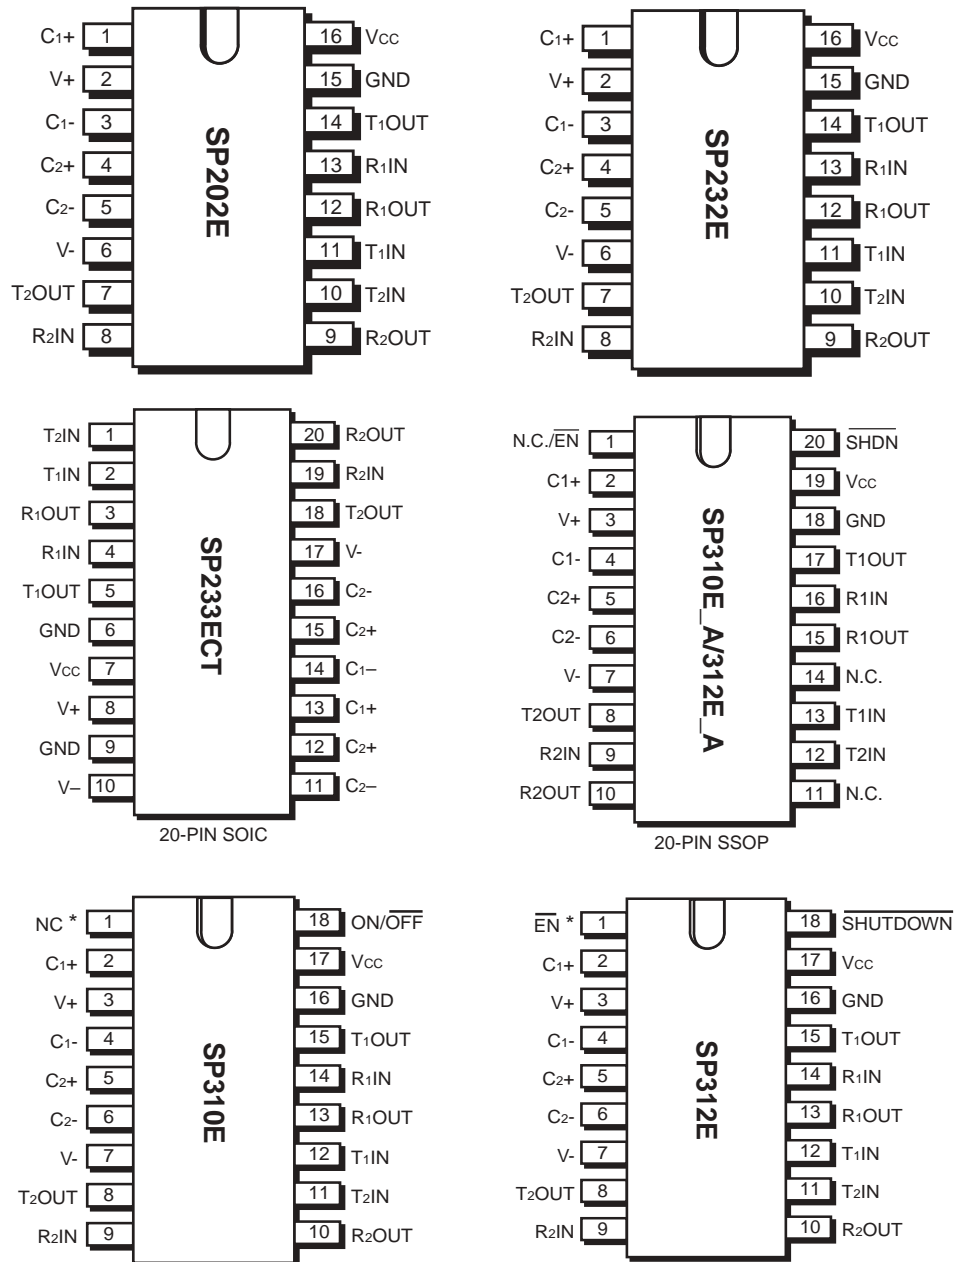 C1+ 1 16 VCC
V+ 2 15 GND
C1- 3 14 T1OUT
C2+ 4 13 R1IN
C2- 5 12 R1OUT
V- 6 11 T1IN
T2OUT 7 10 T2IN
R2IN 8 9 R2OUT
SP202E
C1+ 1 16 VCC
V+ 2 15 GND
C1- 3 14 T1OUT
C2+ 4 13 R1IN
C2- 5 12 R1OUT
V- 6 11 T1IN
T2OUT 7 10 T2IN
R2IN 8 9 R2OUT
SP232E
T2IN 1 20 R2OUT
T1IN 2 19 R2IN
R1OUT 3 18 T2OUT
R1IN 4 17 V-
T1OUT 5 16 C2-
GND 6 15 C2+
VCC 7 14 C1–
V+ 8 13 C1+
GND 9 12 C2+
V– 10 11 C2–
SP233ECT
20-PIN SOIC
N.C./EN 1 20 SHDN
C1+ 2 19 VCC
V+ 3 18 GND
C1- 4 17 T1OUT
C2+ 5 16 R1IN
C2- 6 15 R1OUT
V- 7 14 N.C.
T2OUT 8 13 T1IN
R2IN 9 12 T2IN
R2OUT 10 11 N.C.
SP310E_A/312E_A
20-PIN SSOP
NC * 1 18 ON/OFF
C1+ 2 17 VCC
V+ 3 16 GND
C1- 4 15 T1OUT
C2+ 5 14 R1IN
C2- 6 13 R1OUT
V- 7 12 T1IN
T2OUT 8 11 T2IN
R2IN 9 10 R2OUT
SP310E
EN * 1 18 SHUTDOWN
C1+ 2 17 VCC
V+ 3 16 GND
C1- 4 15 T1OUT
C2+ 5 14 R1IN
C2- 6 13 R1OUT
V- 7 12 T1IN
T2OUT 8 11 T2IN
R2IN 9 10 R2OUT
SP312E